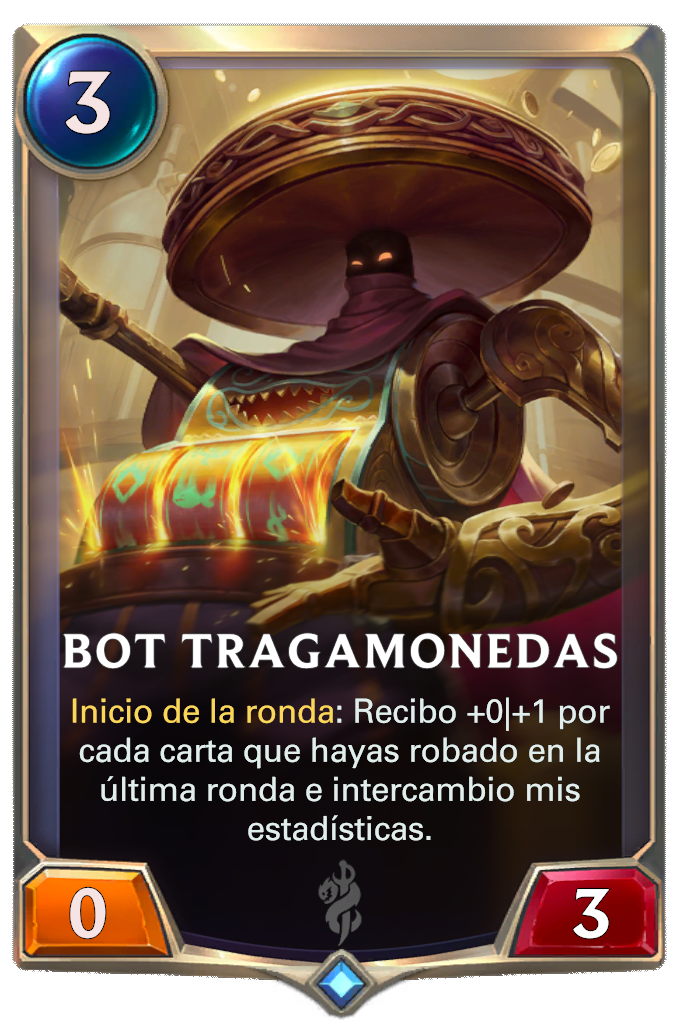 3
BOT TRAGAMONEDAS
Inicio de la ronda: Recibo +0|+1 por
cada carta que hayas robado en la
última ronda e intercambio mis
estadísticas.
0
3